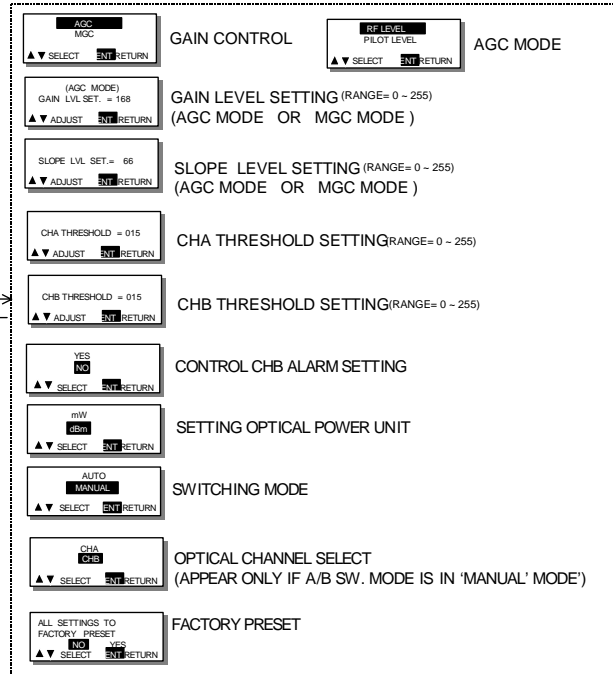 AGC
MGC
▲ ▼ SELECT ENT RETURN
GAIN CONTROL
RF LEVEL
PILOT LEVEL
▲ ▼ SELECT ENT RETURN
AGC MODE
(AGC MODE)
GAIN LVL SET. = 168
▲ ▼ ADJUST ENT RETURN
GAIN LEVEL SETTING (RANGE= 0 ~ 255)
(AGC MODE OR MGC MODE )
SLOPE LVL SET.= 66
▲ ▼ ADJUST ENT RETURN
SLOPE LEVEL SETTING (RANGE= 0 ~ 255)
(AGC MODE OR MGC MODE )
CHA THRESHOLD = 015
▲ ▼ ADJUST ENT RETURN
CHA THRESHOLD SETTING(RANGE= 0 ~ 255)
CHB THRESHOLD = 015
▲ ▼ ADJUST ENT RETURN
CHB THRESHOLD SETTING(RANGE= 0 ~ 255)
YES
NO
▲ ▼ SELECT ENT RETURN
CONTROL CHB ALARM SETTING
mW
dBm
▲ ▼ SELECT ENT RETURN
SETTING OPTICAL POWER UNIT
AUTO
MANUAL
▲ ▼ SELECT ENT RETURN
SWITCHING MODE
CHA
CHB
▲ ▼ SELECT ENT RETURN
OPTICAL CHANNEL SELECT
(APPEAR ONLY IF A/B SW. MODE IS IN 'MANUAL' MODE')
ALL SETTINGS TO
FACTORY PRESET
NO YES
▲ ▼ SELECT ENT RETURN
FACTORY PRESET